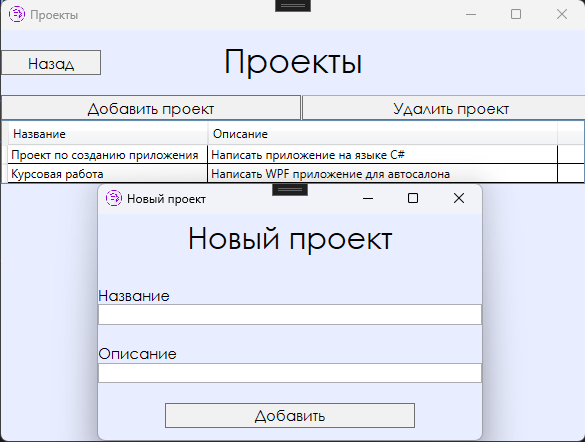 Проекты
Проекты
Назад
Добавить проект
Удалить проект
Название
Описание
Проект по созданию приложения
Написать приложение на языке C#
Курсовая работа
Написать WPF приложение для автосалона
Новый проект
Новый проект
Название
Описание
Добавить